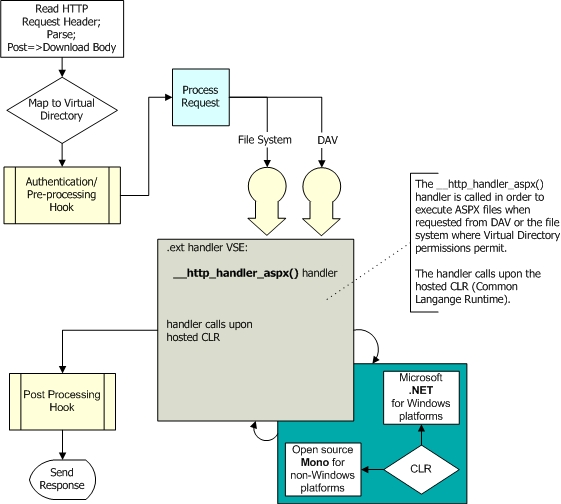 Read HTTP
Request Header;
Parse;
Post=>Download Body
Map to Virtual
Directory
Authentication/
Pre-processing
Hook
Process
Request
File System
DAV
The __http_handler_aspx()
handler is called in order to
execute ASPX files when
requested from DAV or the file
system where Virtual Directory
permissions permit.
The handler calls upon the
hosted CLR (Common
Langange Runtime).
.ext handler VSE:
__http_handler_aspx() handler
handler calls upon
hosted CLR
Post Processing
Hook
Send
Response
Microsoft
.NET
for Windows
platforms
Open source
Mono for
non-Windows
platforms
CLR